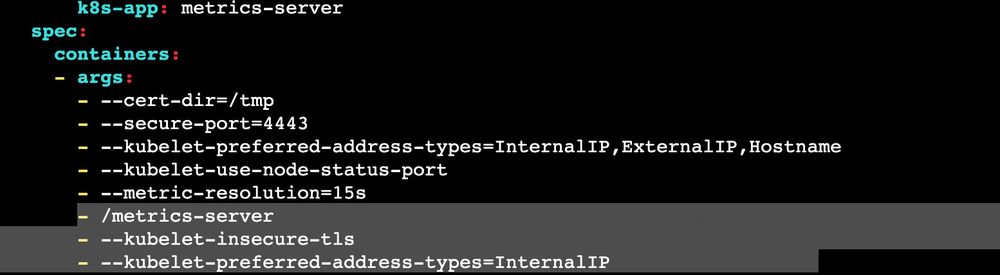 k8s-app: metrics-server
spec:
containers:
- args:
- --cert-dir=/tmp
- --secure-port=4443
- --kubelet-preferred-address-types=InternalIP,ExternalIP,Hostname
- --kubelet-use-node-status-port
- --metric-resolution=15s
- /metrics-server
- --kubelet-insecure-tls
- --kubelet-preferred-address-types=InternalIP